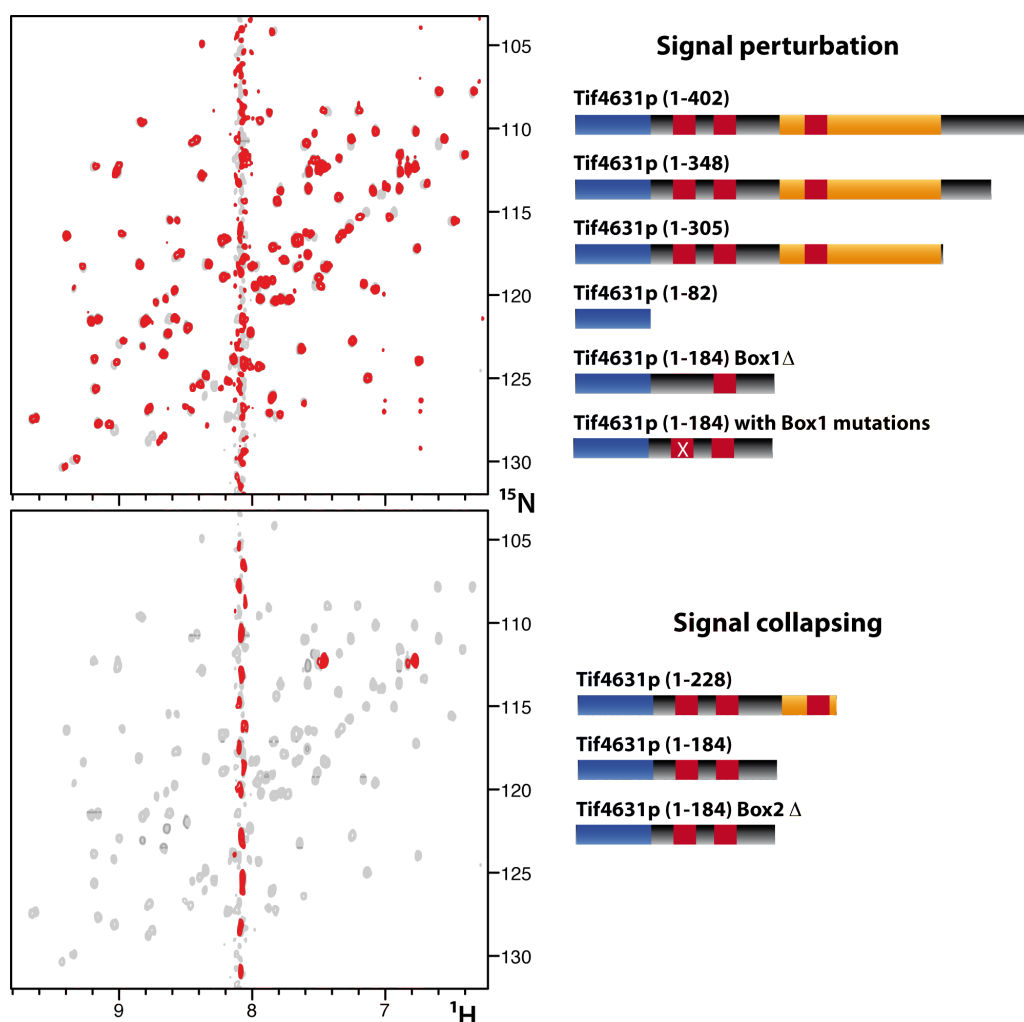 Signal perturbation
105
110
115
120
125
130
15N
Tif4631p (1-402)
Tif4631p (1-348)
Tif4631p (1-305)
Tif4631p (1-82)
Tif4631p (1-184) Box1Δ
Tif4631p (1-184) with Box1 mutations
X
105
110
115
120
125
130
9
8
7
1H
Signal collapsing
Tif4631p (1-228)
Tif4631p (1-184)
Tif4631p (1-184) Box2 Δ